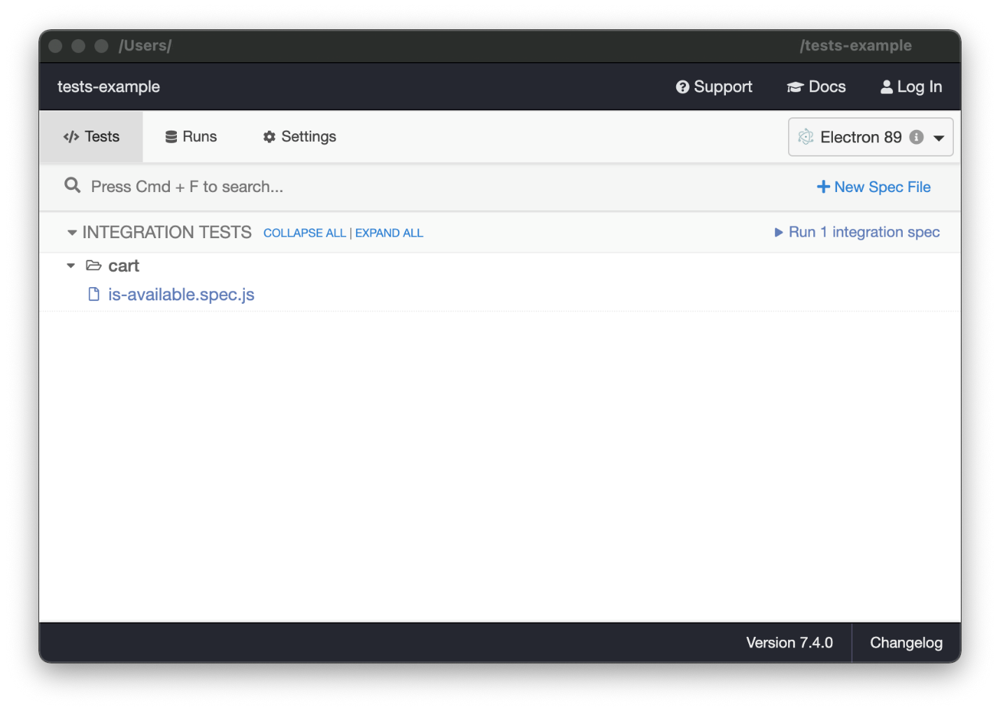 /Users/ /tests-example
tests-example Support Docs Log In
Tests Runs Settings Electron 89
Press Cmd + F to search... New Spec File
INTEGRATION TESTS COLLAPSE ALL | EXPAND ALL Run 1 integration spec
cart
is-available.spec.js
Version 7.4.0 Changelog